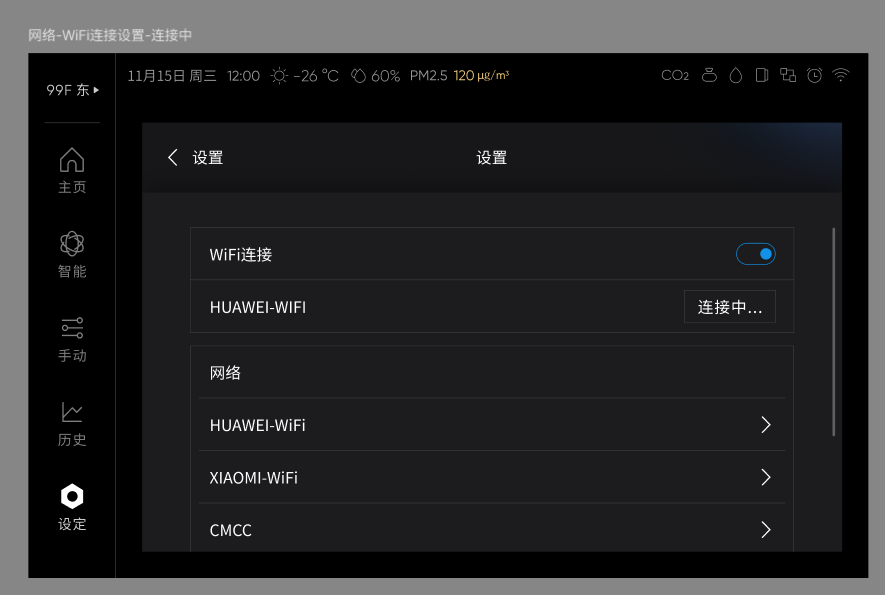 网络-WiFi连接设置-连接中
99F 东
11月15日 周三 12:00 -26 °C 60% PM2.5 120 μg/m³
CO2
主页
智能
手动
历史
设定
设置
设置
WiFi连接
HUAWEI-WIFI
连接中...
网络
HUAWEI-WiFi
XIAOMI-WiFi
CMCC